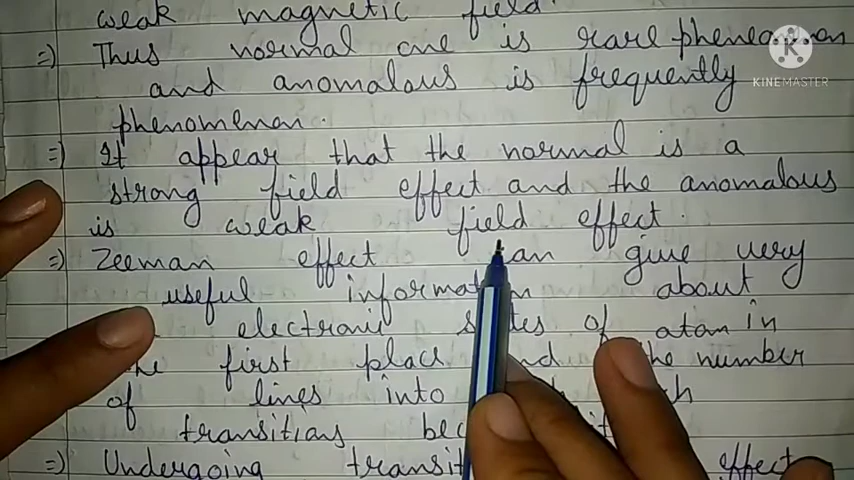 weak magnetic field.
=) Thus normal one is rare phenomenon
and anomalous is frequently
phenomenon.
=) It appear that the normal is a
strong field effect and the anomalous
is weak field effect.
=) Zeeman effect can give very
useful information about
electronic states of atom in
the first place and the number
of lines into
transitions
=) Undergoing transit effect
KINEMASTER